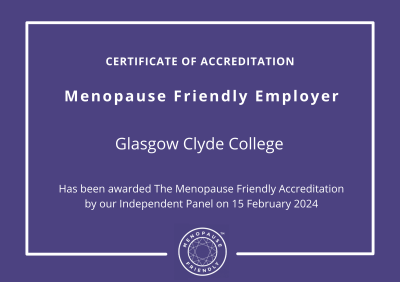 CERTIFICATE OF ACCREDITATION
Menopause Friendly Employer
Glasgow Clyde College
Has been awarded The Menopause Friendly Accreditation
by our Independent Panel on 15 February 2024
MENOPAUSE
FRIENDLY